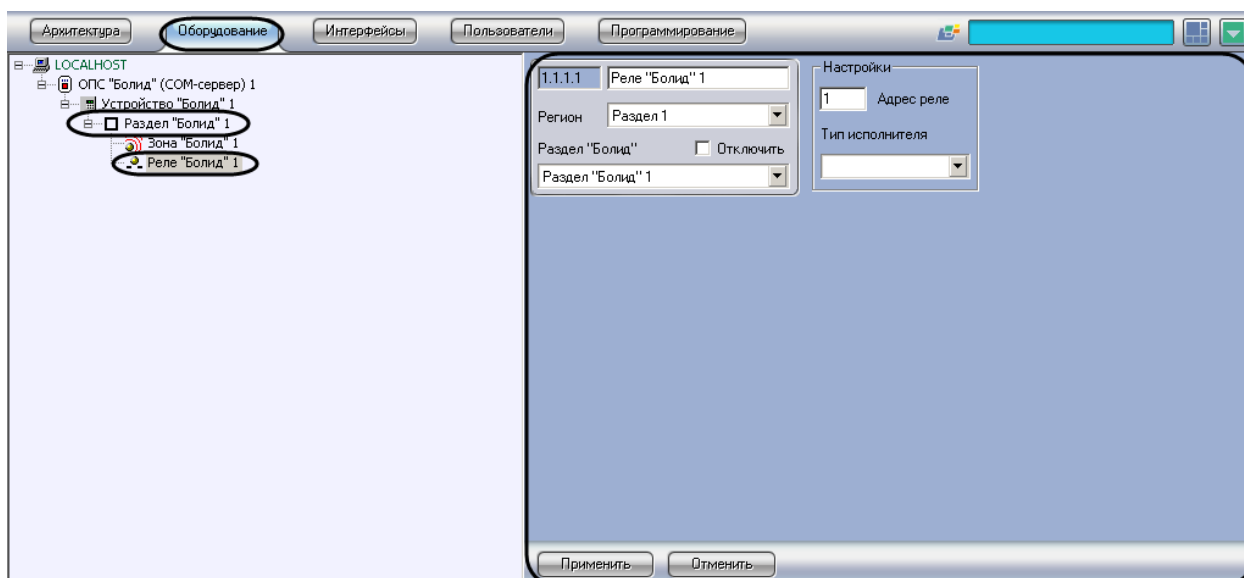 Архитектура Оборудование Интерфейсы Пользователи Программирование
LOCALHOST
ОПС "Болид" (COM-сервер) 1
Устройство "Болид" 1
Раздел "Болид" 1
Зона "Болид" 1
Реле "Болид" 1
1.1.1.1 Реле "Болид" 1
Регион Раздел 1
Раздел "Болид" Отключить
Раздел "Болид" 1
Настройки
1 Адрес реле
Тип исполнителя
Применить Отменить